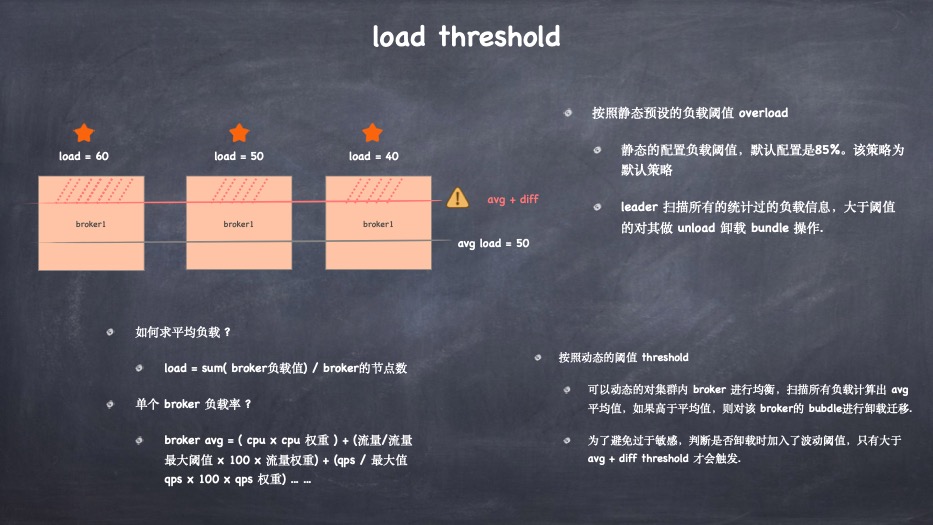 load threshold
load = 60
load = 50
load = 40
broker1
broker1
broker1
avg + diff
avg load = 50
按照静态预设的负载阈值 overload
静态的配置负载阈值，默认配置是85%。该策略为
默认策略
leader 扫描所有的统计过的负载信息，大于阈值
的对其做 unload 卸载 bundle 操作.
如何求平均负载 ?
load = sum( broker负载值) / broker的节点数
单个 broker 负载率 ?
broker avg = ( cpu x cpu 权重 ) + (流量/流量
最大阈值 x 100 x 流量权重) + (qps / 最大值
qps x 100 x qps 权重) ... ...
按照动态的阈值 threshold
可以动态的对集群内 broker 进行均衡，扫描所有负载计算出 avg
平均值，如果高于平均值，则对该 broker的 bubdle进行卸载迁移.
为了避免过于敏感，判断是否卸载时加入了波动阈值，只有大于
avg + diff threshold 才会触发.